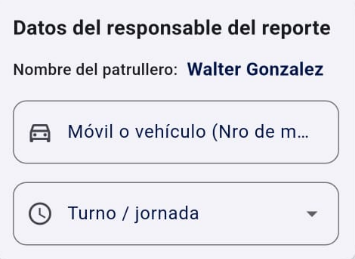 Datos del responsable del reporte
Nombre del patrullero: Walter Gonzalez
Móvil o vehículo (Nro de m...
Turno / jornada